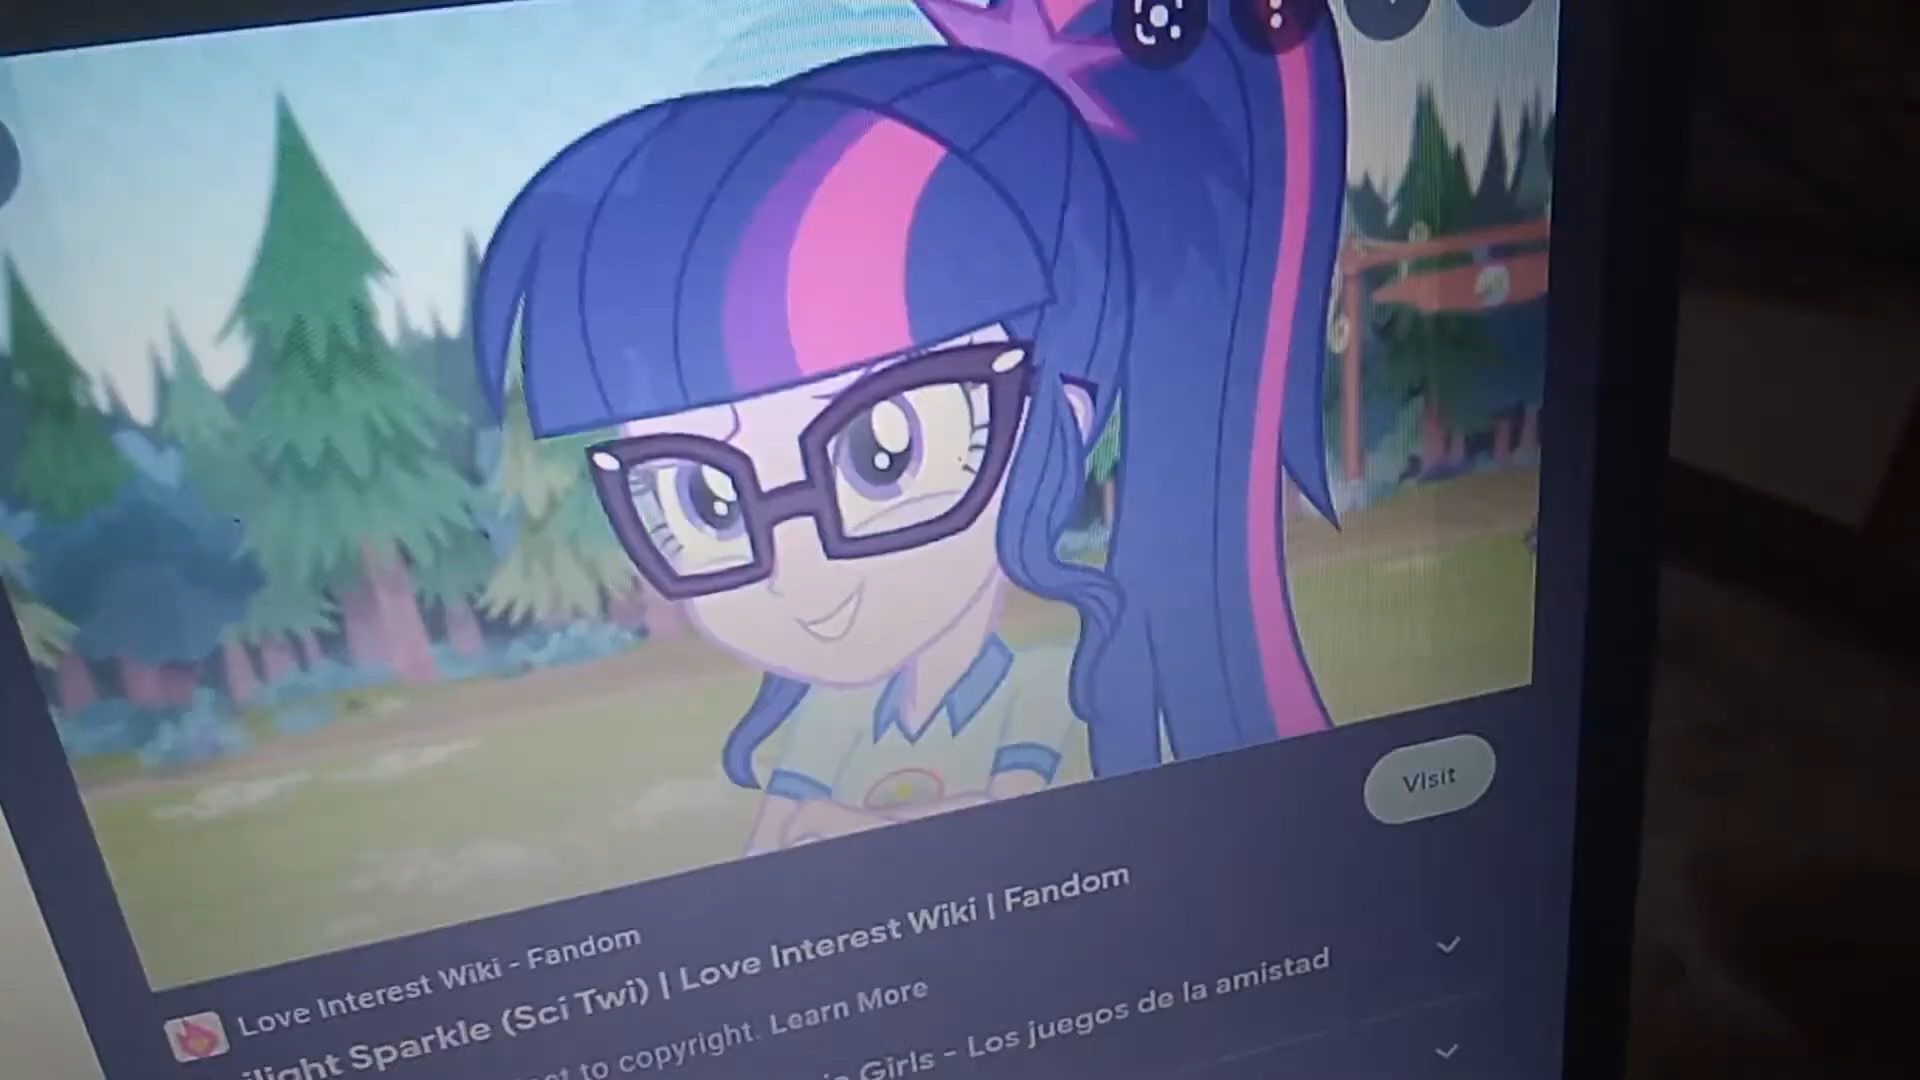 Visit
Love Interest Wiki - Fandom
Sparkle (Sci Twi) | Love Interest Wiki | Fandom
to copyright. Learn More
Girls - Los juegos de la amistad